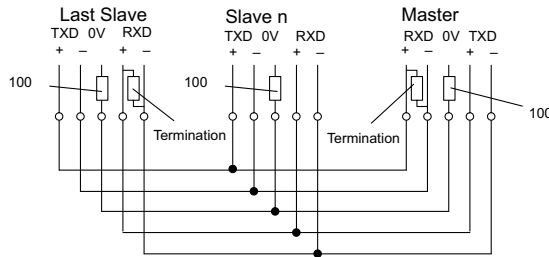 Last Slave Slave n Master
TXD 0V RXD TXD 0V RXD RXD 0V TXD
+ – + – + – + – + – + –
100 100 100
Termination Termination